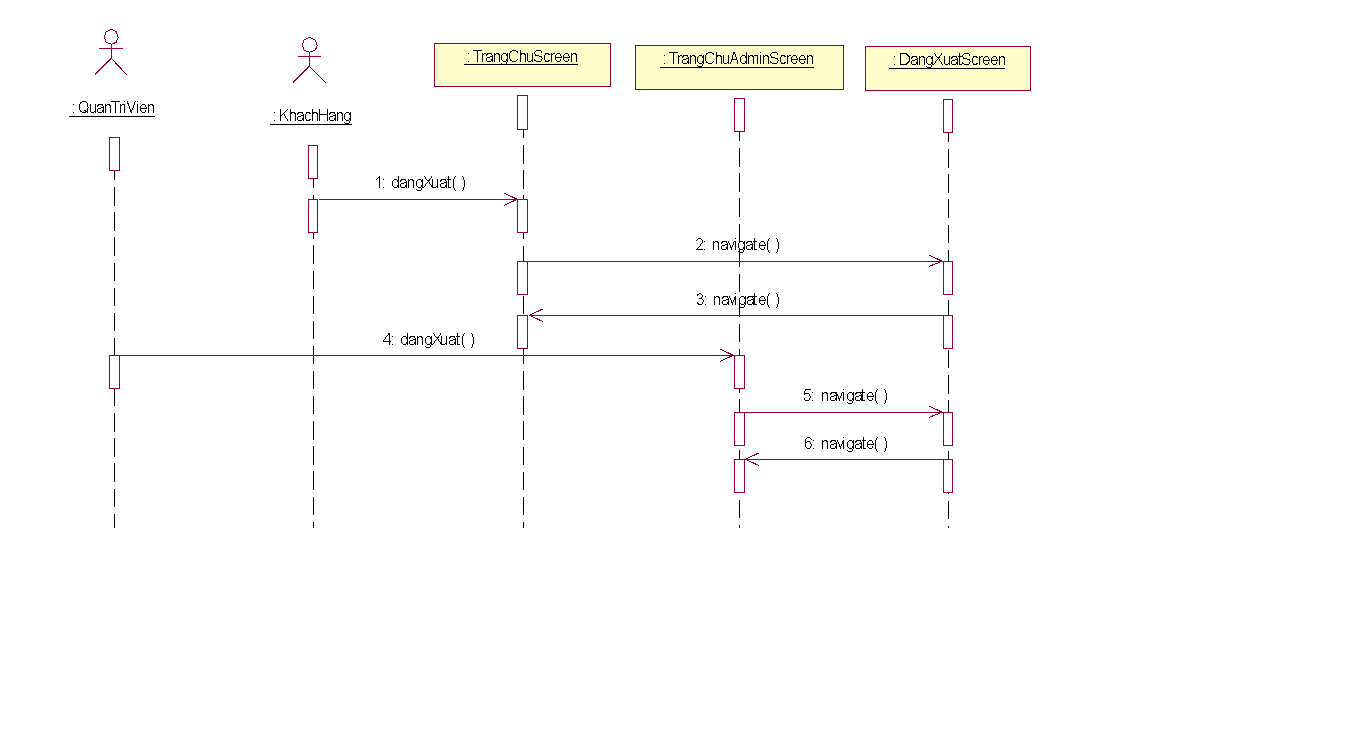 : QuanTriVien
: KhachHang
: TrangChuScreen
: TrangChuAdminScreen
: DangXuatScreen
1: dangXuat( )
2: navigate( )
3: navigate( )
4: dangXuat( )
5: navigate( )
6: navigate( )